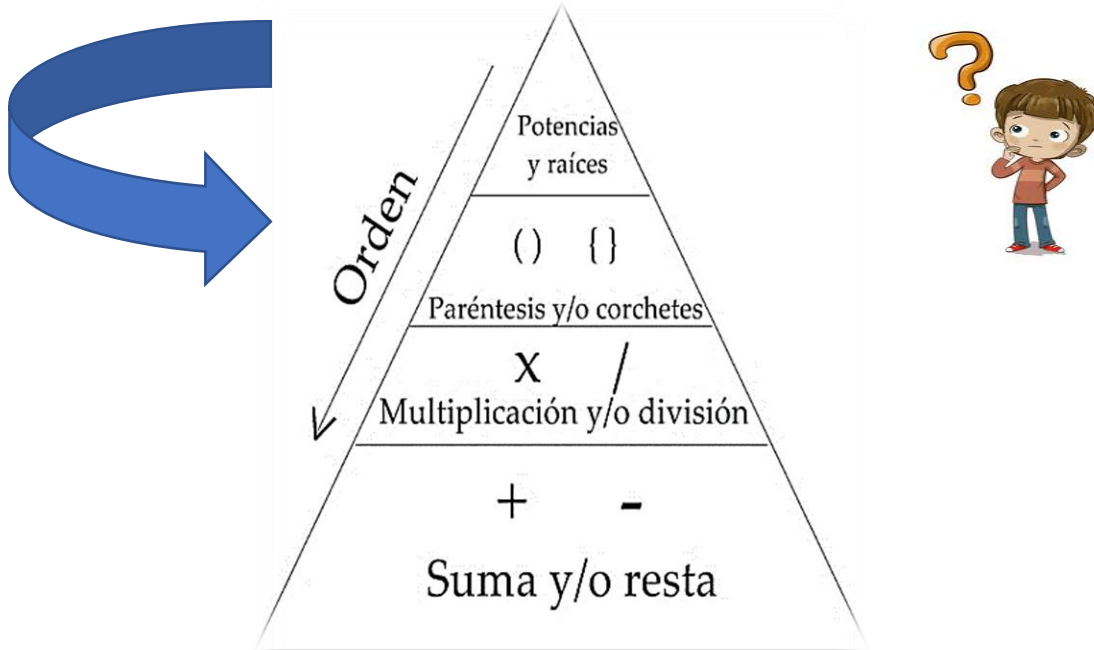 ?
Orden
Potencias
y raíces
() {}
Paréntesis y/o corchetes
x /
Multiplicación y/o división
+ -
Suma y/o resta